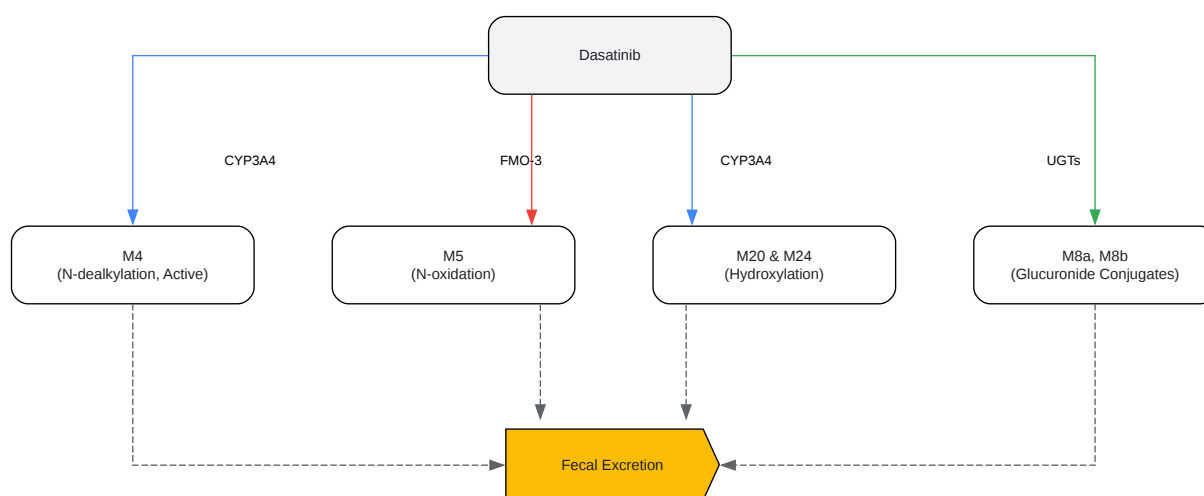 Dasatinib
CYP3A4
FMO-3
CYP3A4
UGTs
M4
(N-dealkylation, Active)
M5
(N-oxidation)
M20 & M24
(Hydroxylation)
M8a, M8b
(Glucuronide Conjugates)
Fecal Excretion